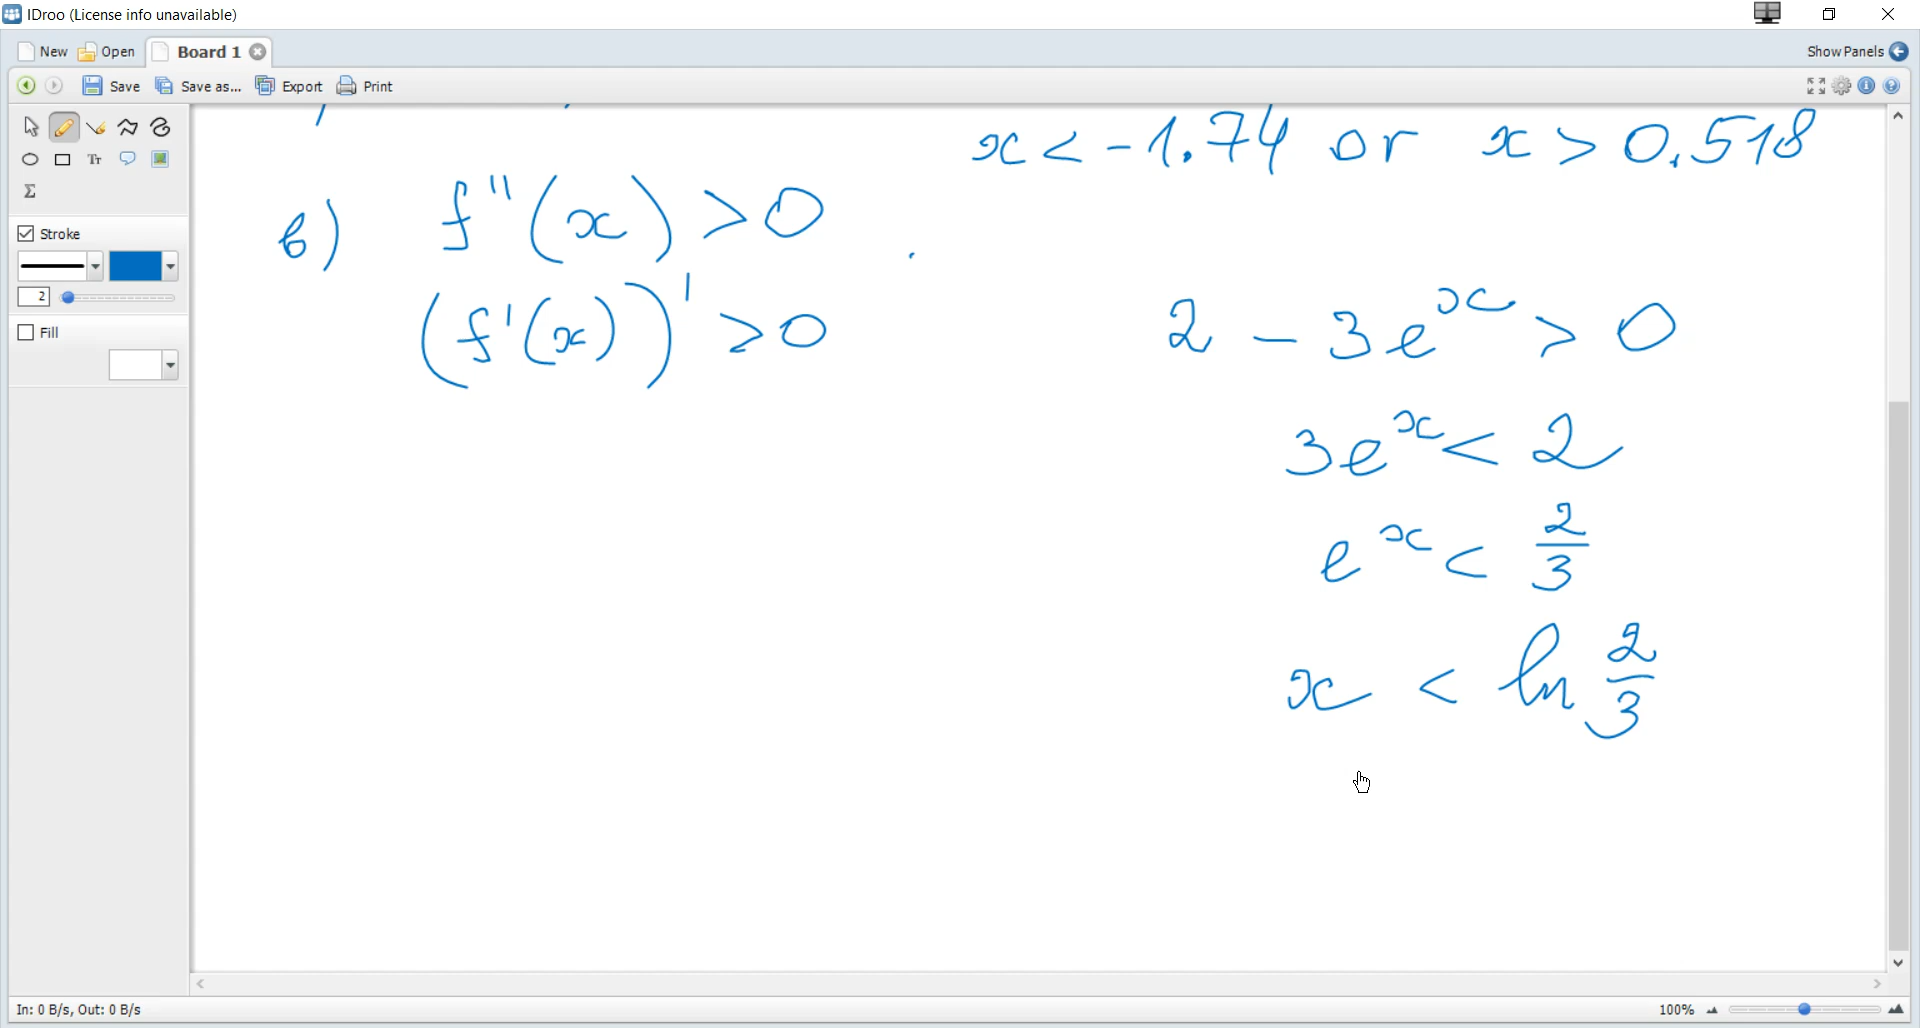 IDroo (License info unavailable)
New Open Board 1 Show Panels
Save Save as... Export Print
x < -1.74 or x > 0.518
в) f''(x) > 0
(f'(x))' > 0
2 - 3e^x > 0
3e^x < 2
e^x < 2/3
x < ln 2/3
Tr
Σ
Stroke
2
Fill
In: 0 B/s, Out: 0 B/s 100%